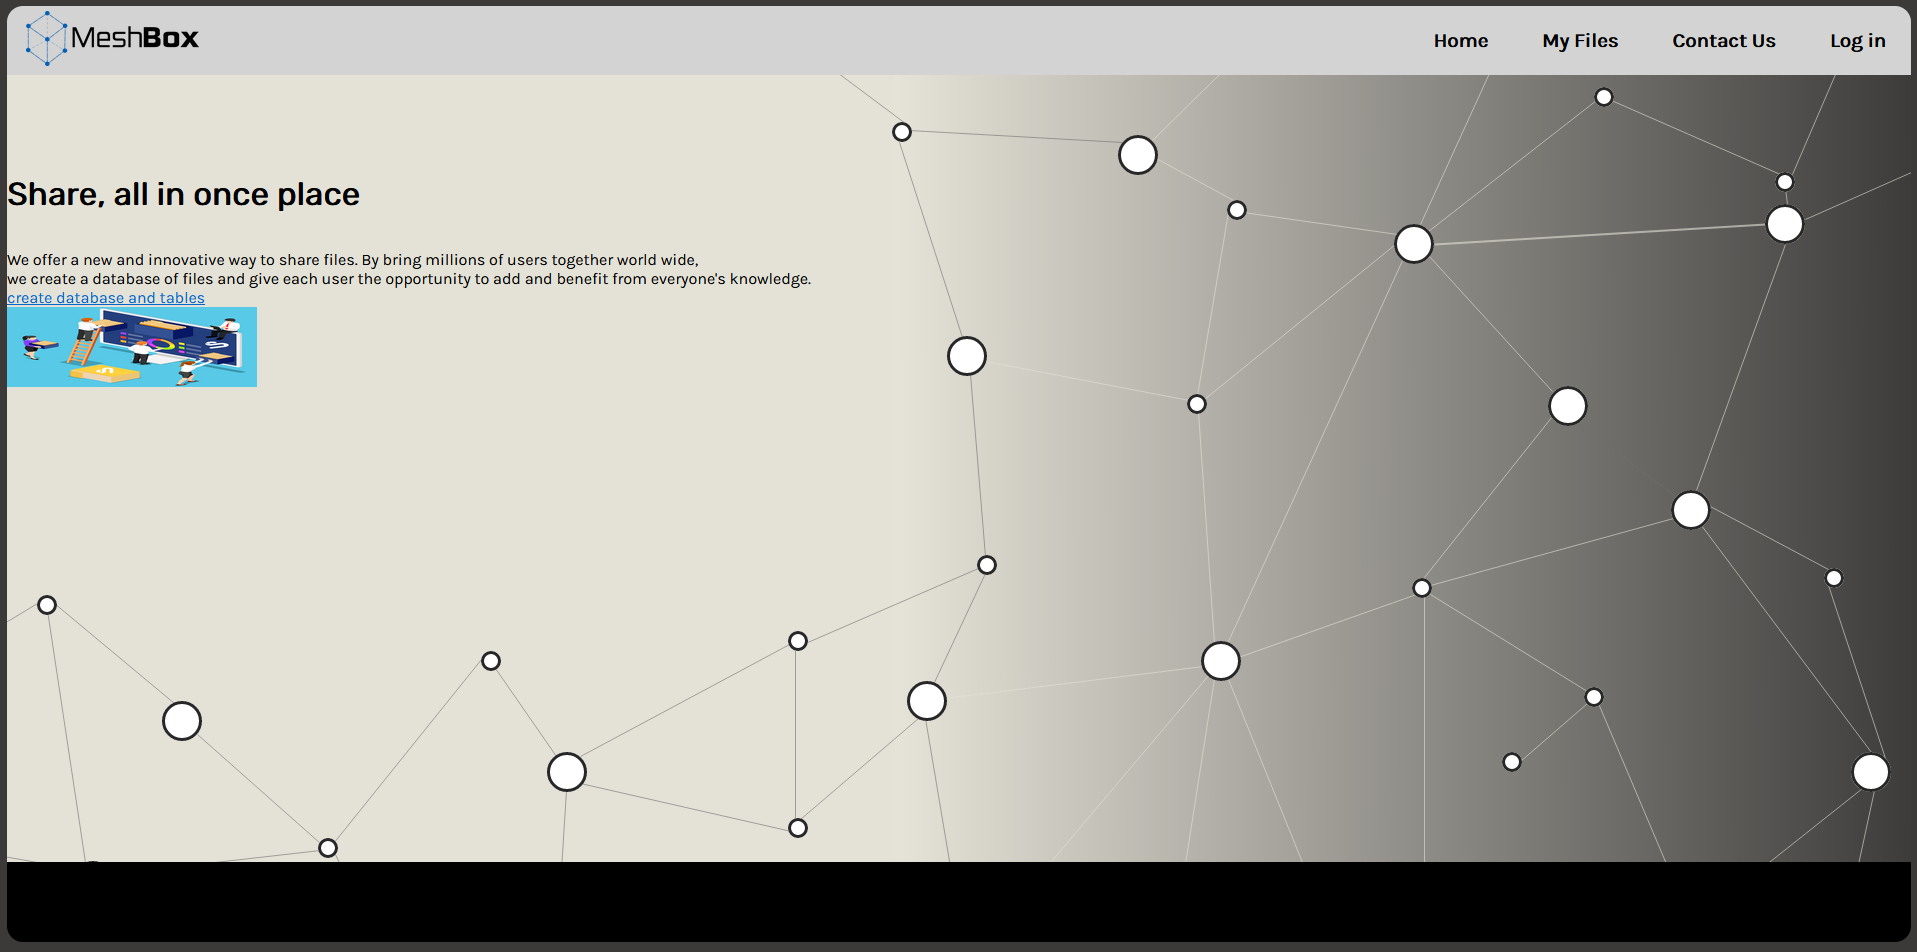 MeshBox
Home My Files Contact Us Log in
Share, all in once place
We offer a new and innovative way to share files. By bring millions of users together world wide,
we create a database of files and give each user the opportunity to add and benefit from everyone's knowledge.
create database and tables